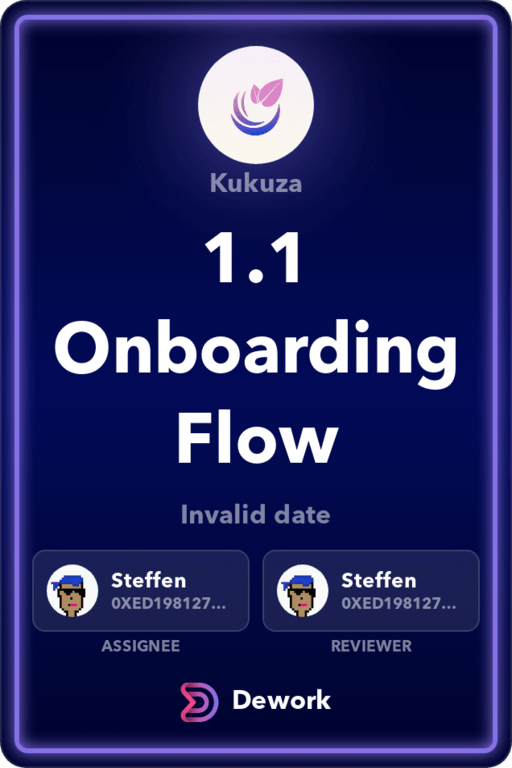 Kukuza
1.1
Onboarding
Flow
Invalid date
Steffen
0XED198127...
Steffen
0XED198127...
ASSIGNEE
REVIEWER
Dework